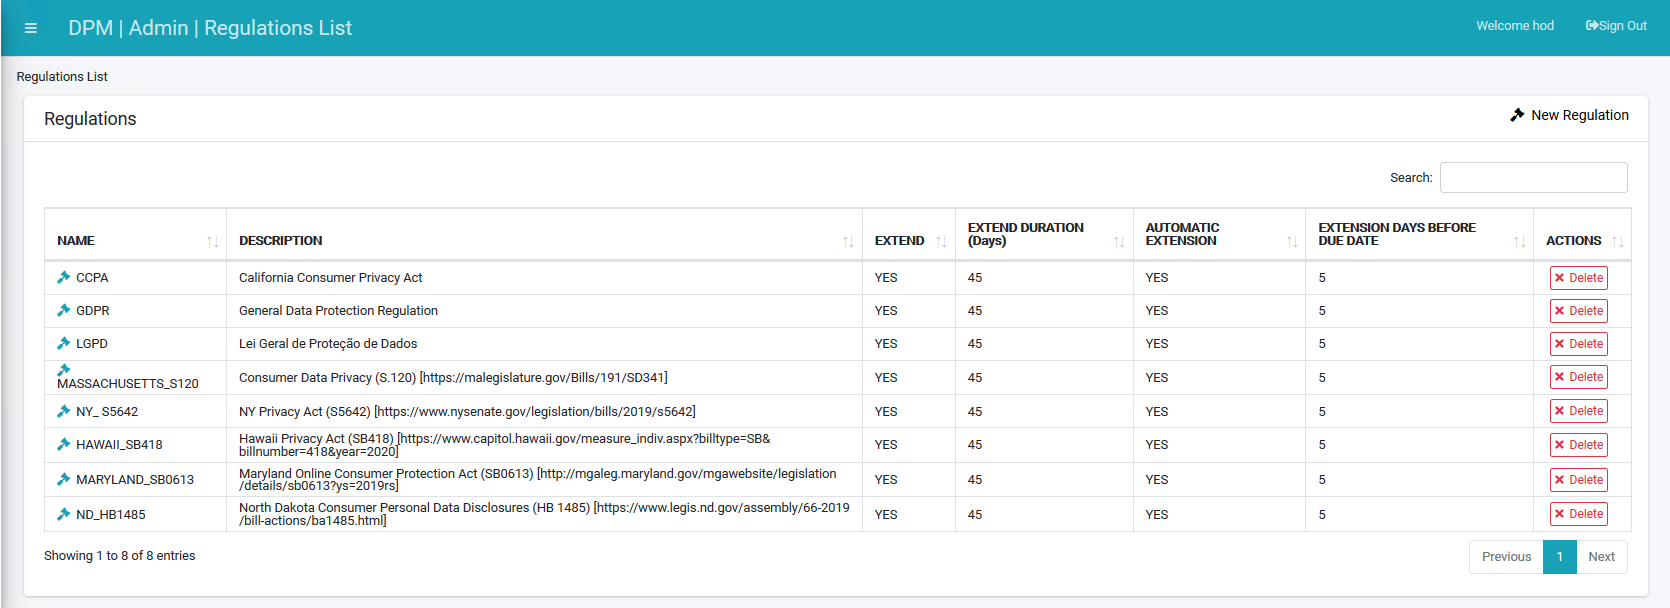 DPM | Admin | Regulations List
Welcome hod
Sign Out
Regulations List
Regulations
New Regulation
Search:
NAME DESCRIPTION EXTEND EXTEND DURATION (Days) AUTOMATIC EXTENSION EXTENSION DAYS BEFORE DUE DATE ACTIONS
CCPA California Consumer Privacy Act YES 45 YES 5 Delete
GDPR General Data Protection Regulation YES 45 YES 5 Delete
LGPD Lei Geral de Proteção de Dados YES 45 YES 5 Delete
MASSACHUSETTS_S120 Consumer Data Privacy (S.120) [https://malegislature.gov/Bills/191/SD341] YES 45 YES 5 Delete
NY_ S5642 NY Privacy Act (S5642) [https://www.nysenate.gov/legislation/bills/2019/s5642] YES 45 YES 5 Delete
HAWAII_SB418 Hawaii Privacy Act (SB418) [https://www.capitol.hawaii.gov/measure_indiv.aspx?billtype=SB&
billnumber=418&year=2020] YES 45 YES 5 Delete
MARYLAND_SB0613 Maryland Online Consumer Protection Act (SB0613) [http://mgaleg.maryland.gov/mgawebsite/legislation
/details/sb0613?ys=2019rs] YES 45 YES 5 Delete
ND_HB1485 North Dakota Consumer Personal Data Disclosures (HB 1485) [https://www.legis.nd.gov/assembly/66-2019
/bill-actions/ba1485.html] YES 45 YES 5 Delete
Showing 1 to 8 of 8 entries
Previous 1 Next